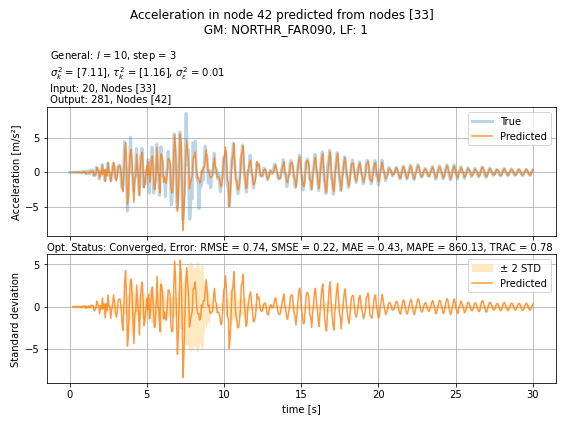 Acceleration in node 42 predicted from nodes [33]
GM: NORTHR_FAR090, LF: 1
General: l = 10, step = 3
σ²ₖ = [7.11], τ²ₖ = [1.16], σ²ε = 0.01
Input: 20, Nodes [33]
Output: 281, Nodes [42]
Acceleration [m/s²]
5
0
−5
True
Predicted
Opt. Status: Converged, Error: RMSE = 0.74, SMSE = 0.22, MAE = 0.43, MAPE = 860.13, TRAC = 0.78
Standard deviation
5
0
−5
± 2 STD
Predicted
0 5 10 15 20 25 30
time [s]